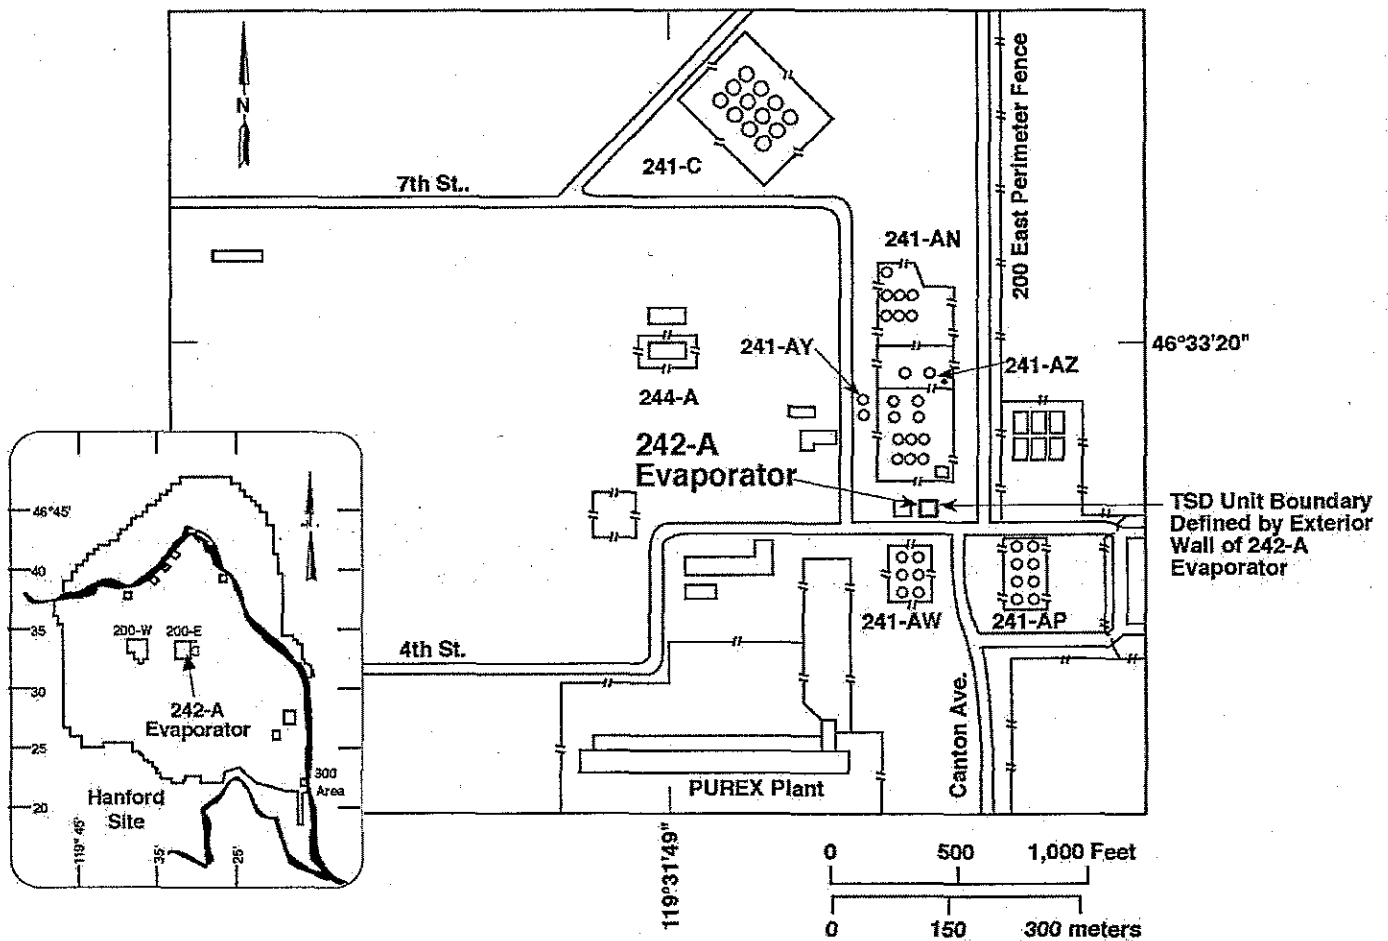 N
241-C
7th St..
200 East Perimeter Fence
241-AN
241-AY
241-AZ
46°33'20"
244-A
242-A
Evaporator
TSD Unit Boundary
Defined by Exterior
Wall of 242-A
Evaporator
241-AW
241-AP
4th St.
Canton Ave.
PUREX Plant
46°45'
40
35
30
25
20
200-W
200-E
242-A
Evaporator
300
Area
Hanford
Site
119° 45'
35'
25'
119°31'49"
0 500 1,000 Feet
0 150 300 meters